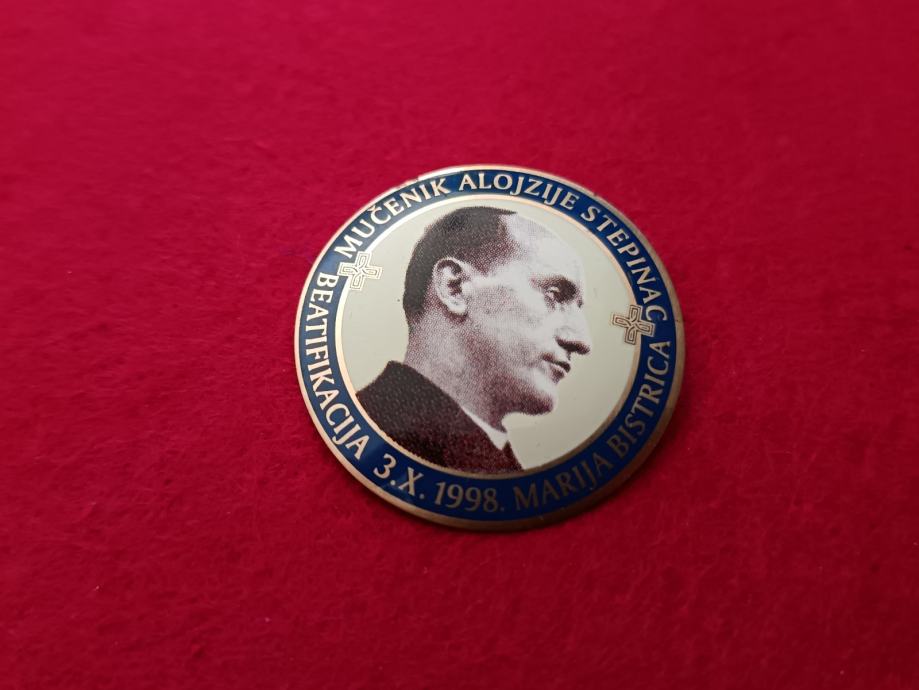 MUČENIK ALOJZIJE STEPINAC
BEATIFIKACIJA 3.X. 1998. MARIJA BISTRICA